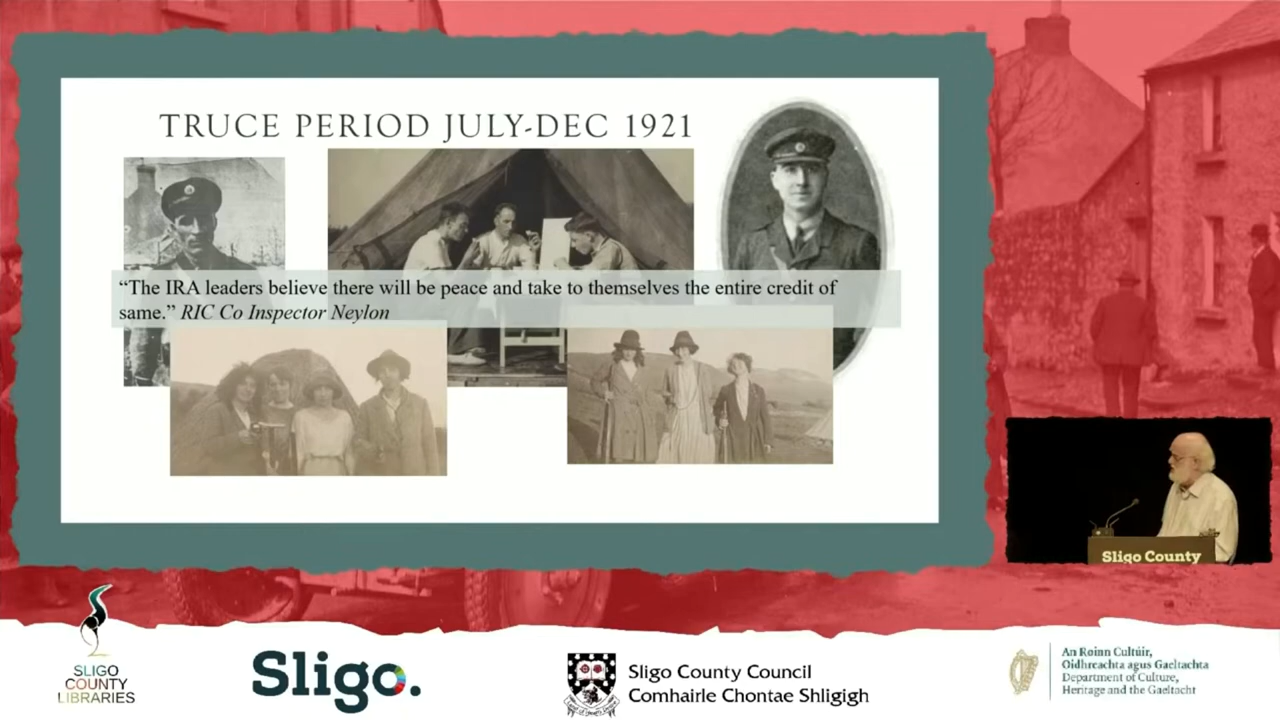 TRUCE PERIOD JULY-DEC 1921
“The IRA leaders believe there will be peace and take to themselves the entire credit of
same.” RIC Co Inspector Neylon
Sligo County
SLIGO
COUNTY
LIBRARIES
Sligo.
Sligo County Council
Comhairle Chontae Shligigh
An Roinn Cultúir,
Oidhreachta agus Gaeltachta
Department of Culture,
Heritage and the Gaeltacht